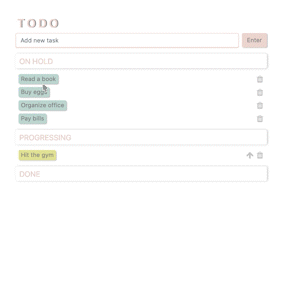 TODO
Add new task
Enter
ON HOLD
Read a book
Buy eggs
Organize office
Pay bills
PROGRESSING
Hit the gym
DONE